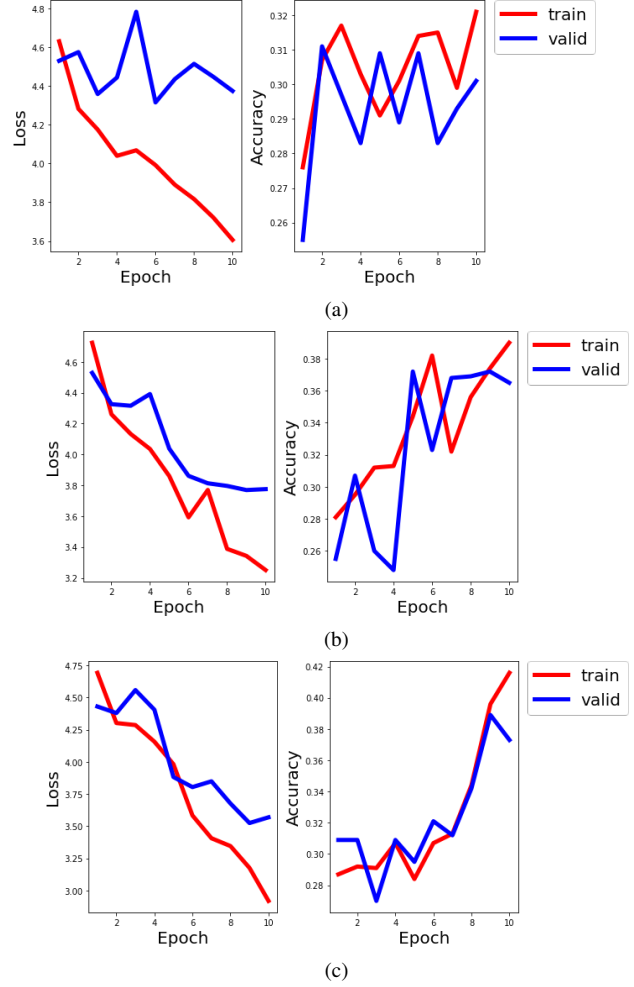 4.8
4.6
4.4
4.2
4.0
3.8
3.6
Loss
2 4 6 8 10
Epoch
0.32
0.31
0.30
0.29
0.28
0.27
0.26
Accuracy
2 4 6 8 10
Epoch
train
valid
(a)
4.6
4.4
4.2
4.0
3.8
3.6
3.4
3.2
Loss
2 4 6 8 10
Epoch
0.38
0.36
0.34
0.32
0.30
0.28
0.26
Accuracy
2 4 6 8 10
Epoch
train
valid
(b)
4.75
4.50
4.25
4.00
3.75
3.50
3.25
3.00
Loss
2 4 6 8 10
Epoch
0.42
0.40
0.38
0.36
0.34
0.32
0.30
0.28
Accuracy
2 4 6 8 10
Epoch
train
valid
(c)